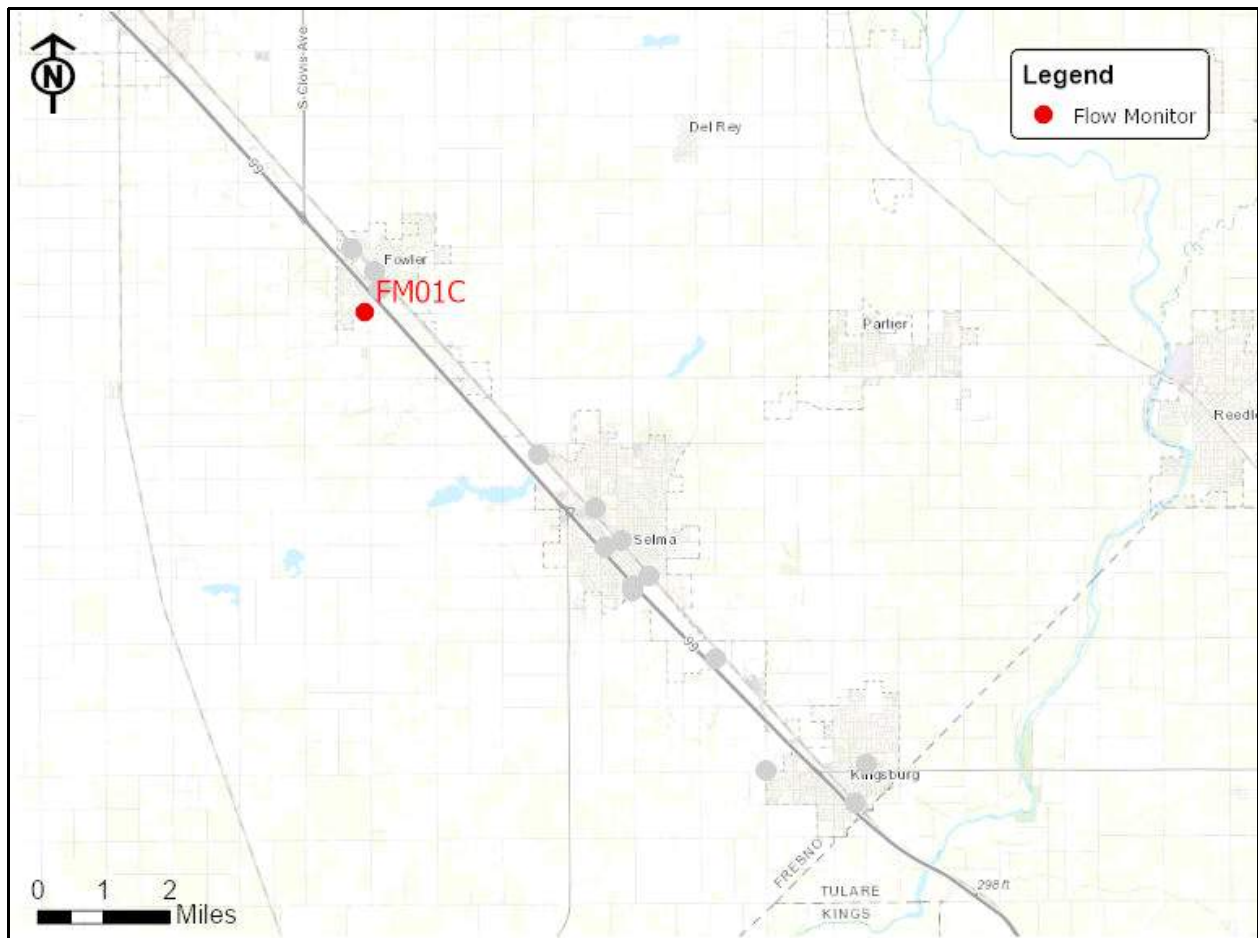 N
S Clovis Ave
Legend
Flow Monitor
Del Rey
99
Fowler
FM01C
Parlier
Reedle
Selma
99
Kingsburg
FRESNO
TULARE
KINGS
298 ft
0 1 2
Miles